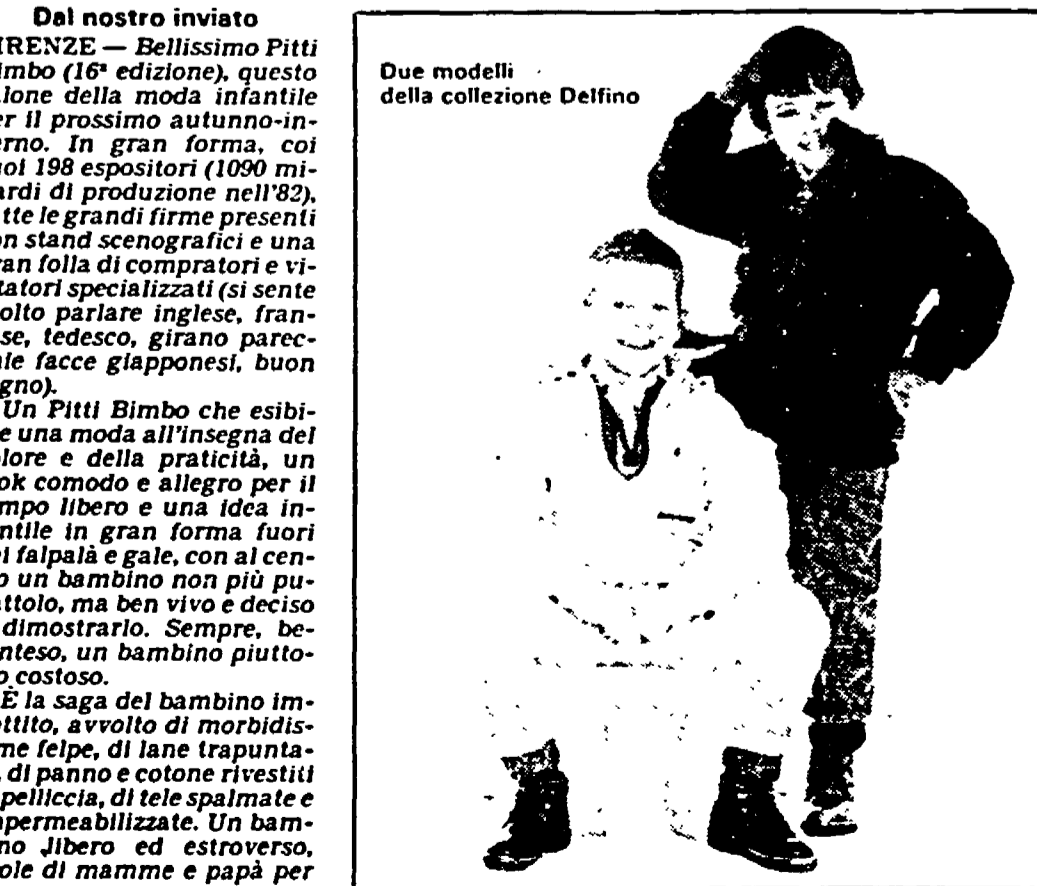 Dal nostro inviato
IRENZE — Bellissimo Pitti
imbo (16ª edizione), questo
lone della moda infantile
er il prossimo autunno-in-
erno. In gran forma, coi
uoi 198 espositori (1090 mi-
ardi di produzione nell'82),
tte le grandi firme presenti
on stand scenografici e una
ran folla di compratori e vi-
tatori specializzati (si sente
olto parlare inglese, fran-
se, tedesco, girano parec-
ie facce giapponesi, buon
gno).
Un Pitti Bimbo che esibi-
e una moda all'insegna del
lore e della praticità, un
ok comodo e allegro per il
mpo libero e una idea in-
ntile in gran forma fuori
i falpalà e gale, con al cen-
o un bambino non più pu-
attolo, ma ben vivo e deciso
dimostrarlo. Sempre, be-
nteso, un bambino piutto-
o costoso.
È la saga del bambino im-
ottito, avvolto di morbidis-
me felpe, di lane trapunta-
, di panno e cotone rivestiti
pelliccia, di tele spalmate e
mpermeabilizzate. Un bam-
no libero ed estroverso,
ole di mamme e papà per
Due modelli
della collezione Delfino